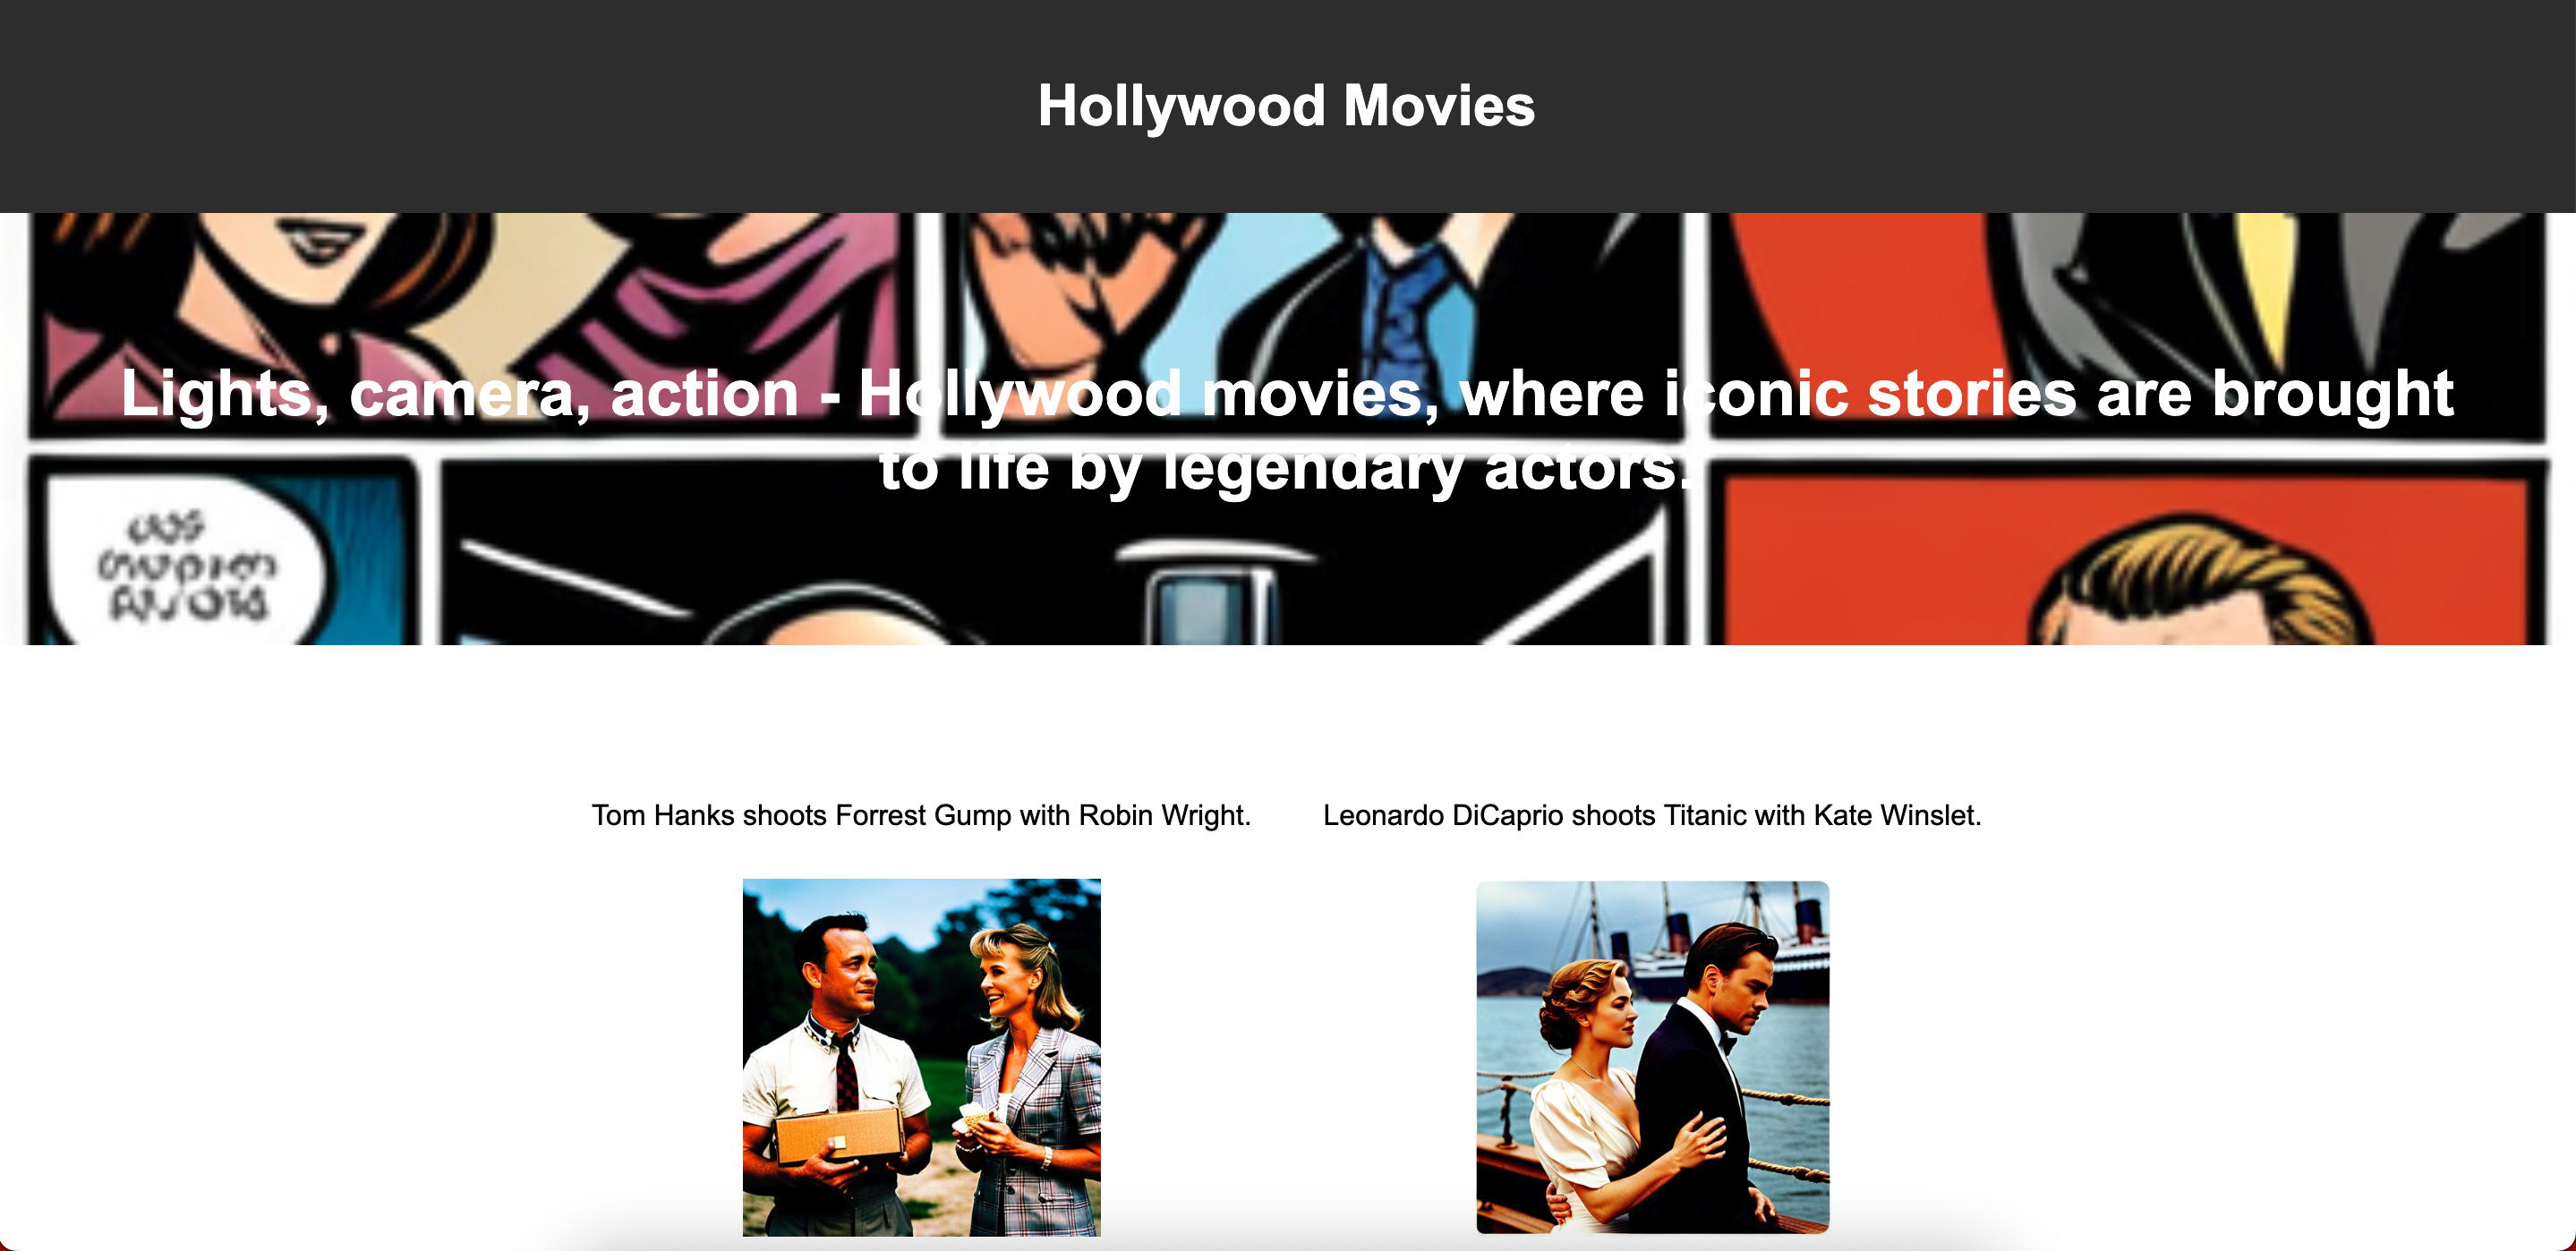 Hollywood Movies
Lights, camera, action - Hollywood movies, where iconic stories are brought
to life by legendary actors.
Tom Hanks shoots Forrest Gump with Robin Wright.
Leonardo DiCaprio shoots Titanic with Kate Winslet.